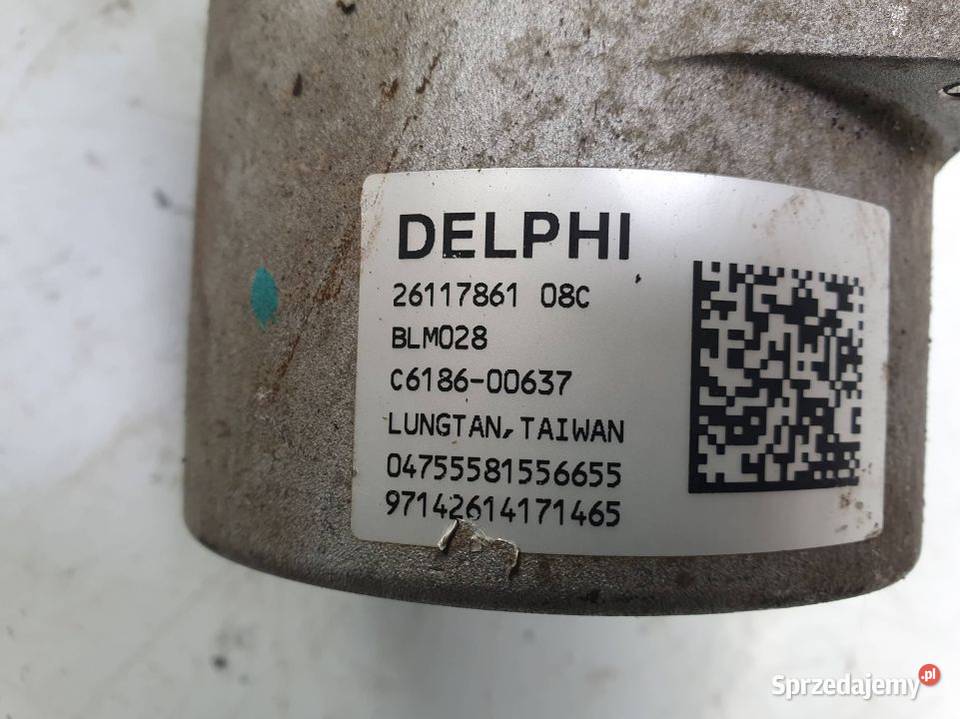 DELPHI
26117861 08C
BLM028
C6186-00637
LUNGTAN, TAIWAN
04755581556655
97142614171465
Sprzedajemy.pl